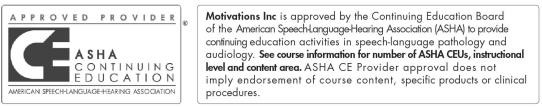 APPROVED PROVIDER
®
CE
ASHA
CONTINUING
EDUCATION
AMERICAN SPEECH-LANGUAGE-HEARING ASSOCIATION
Motivations Inc is approved by the Continuing Education Board
of the American Speech-Language-Hearing Association (ASHA) to provide
continuing education activities in speech-language pathology and
audiology. See course information for number of ASHA CEUs, instructional
level and content area. ASHA CE Provider approval does not
imply endorsement of course content, specific products or clinical
procedures.